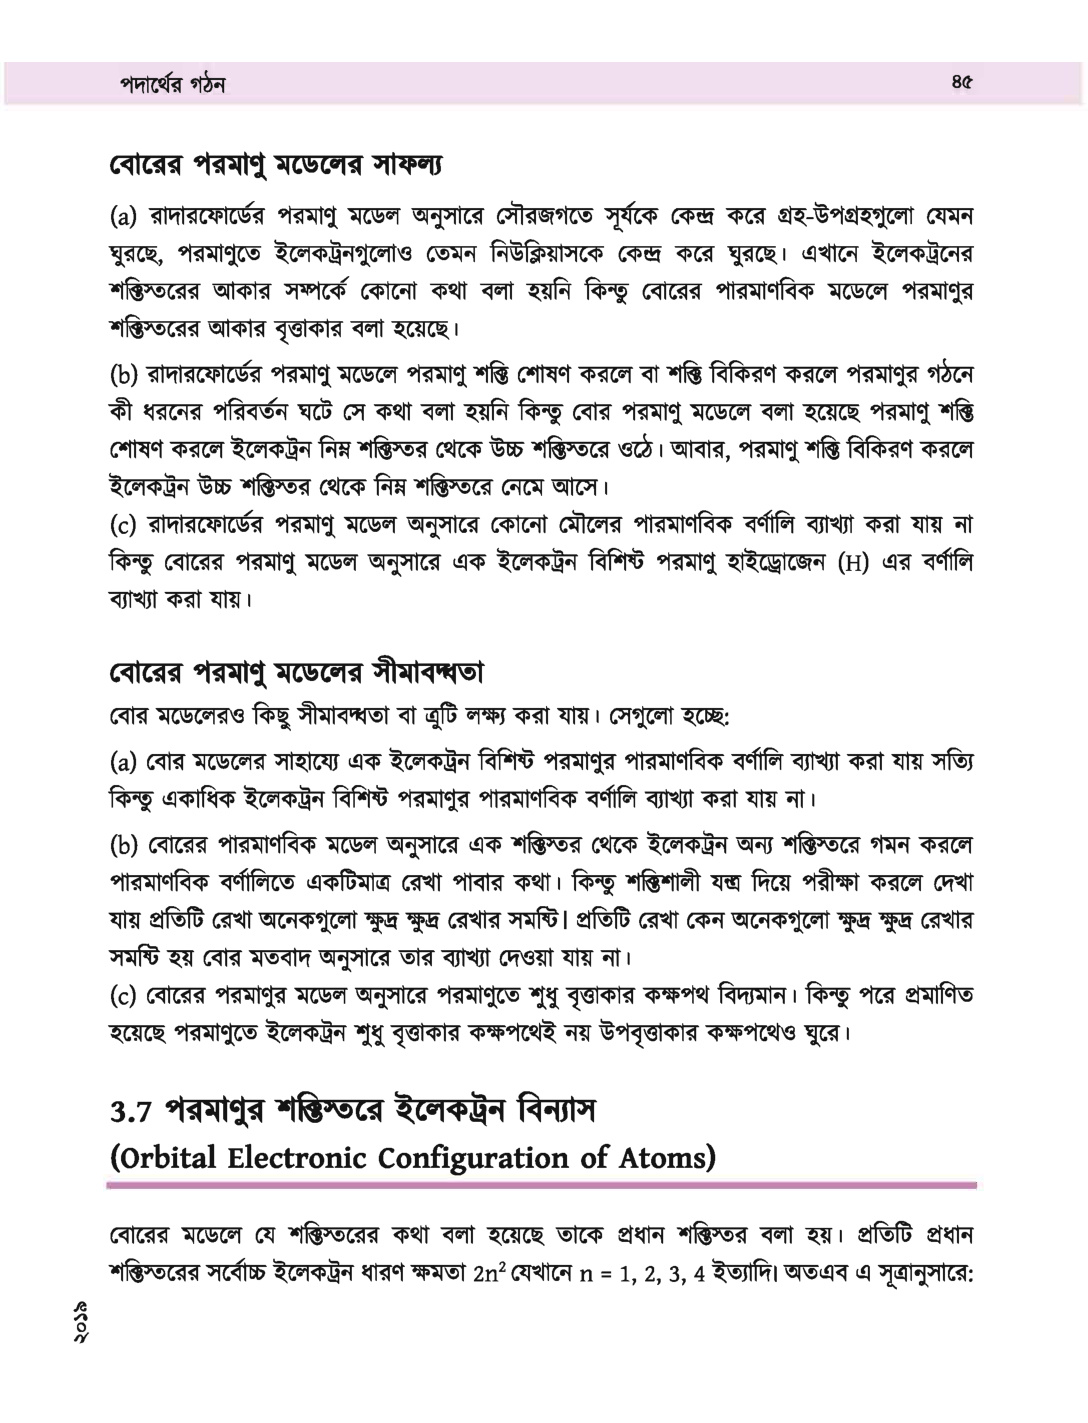 পদার্থের গঠন ৪৫
বোরের পরমাণু মডেলের সাফল্য
(a) রাদারফোর্ডের পরমাণু মডেল অনুসারে সৌরজগতে সূর্যকে কেন্দ্র করে গ্রহ-উপগ্রহগুলো যেমন
ঘুরছে, পরমাণুতে ইলেকট্রনগুলোও তেমন নিউক্লিয়াসকে কেন্দ্র করে ঘুরছে। এখানে ইলেকট্রনের
শক্তিস্তরের আকার সম্পর্কে কোনো কথা বলা হয়নি কিন্তু বোরের পারমাণবিক মডেলে পরমাণুর
শক্তিস্তরের আকার বৃত্তাকার বলা হয়েছে।
(b) রাদারফোর্ডের পরমাণু মডেলে পরমাণু শক্তি শোষণ করলে বা শক্তি বিকিরণ করলে পরমাণুর গঠনে
কী ধরনের পরিবর্তন ঘটে সে কথা বলা হয়নি কিন্তু বোর পরমাণু মডেলে বলা হয়েছে পরমাণু শক্তি
শোষণ করলে ইলেকট্রন নিম্ন শক্তিস্তর থেকে উচ্চ শক্তিস্তরে ওঠে। আবার, পরমাণু শক্তি বিকিরণ করলে
ইলেকট্রন উচ্চ শক্তিস্তর থেকে নিম্ন শক্তিস্তরে নেমে আসে।
(c) রাদারফোর্ডের পরমাণু মডেল অনুসারে কোনো মৌলের পারমাণবিক বর্ণালি ব্যাখ্যা করা যায় না
কিন্তু বোরের পরমাণু মডেল অনুসারে এক ইলেকট্রন বিশিষ্ট পরমাণু হাইড্রোজেন (H) এর বর্ণালি
ব্যাখ্যা করা যায়।
বোরের পরমাণু মডেলের সীমাবদ্ধতা
বোর মডেলেরও কিছু সীমাবদ্ধতা বা ত্রুটি লক্ষ্য করা যায়। সেগুলো হচ্ছে:
(a) বোর মডেলের সাহায্যে এক ইলেকট্রন বিশিষ্ট পরমাণুর পারমাণবিক বর্ণালি ব্যাখ্যা করা যায় সত্যি
কিন্তু একাধিক ইলেকট্রন বিশিষ্ট পরমাণুর পারমাণবিক বর্ণালি ব্যাখ্যা করা যায় না।
(b) বোরের পারমাণবিক মডেল অনুসারে এক শক্তিস্তর থেকে ইলেকট্রন অন্য শক্তিস্তরে গমন করলে
পারমাণবিক বর্ণালিতে একটিমাত্র রেখা পাবার কথা। কিন্তু শক্তিশালী যন্ত্র দিয়ে পরীক্ষা করলে দেখা
যায় প্রতিটি রেখা অনেকগুলো ক্ষুদ্র ক্ষুদ্র রেখার সমষ্টি। প্রতিটি রেখা কেন অনেকগুলো ক্ষুদ্র ক্ষুদ্র রেখার
সমষ্টি হয় বোর মতবাদ অনুসারে তার ব্যাখ্যা দেওয়া যায় না।
(c) বোরের পরমাণুর মডেল অনুসারে পরমাণুতে শুধু বৃত্তাকার কক্ষপথ বিদ্যমান। কিন্তু পরে প্রমাণিত
হয়েছে পরমাণুতে ইলেকট্রন শুধু বৃত্তাকার কক্ষপথেই নয় উপবৃত্তাকার কক্ষপথেও ঘুরে।
3.7 পরমাণুর শক্তিস্তরে ইলেকট্রন বিন্যাস
(Orbital Electronic Configuration of Atoms)
বোরের মডেলে যে শক্তিস্তরের কথা বলা হয়েছে তাকে প্রধান শক্তিস্তর বলা হয়। প্রতিটি প্রধান
শক্তিস্তরের সর্বোচ্চ ইলেকট্রন ধারণ ক্ষমতা 2n² যেখানে n = 1, 2, 3, 4 ইত্যাদি। অতএব এ সূত্রানুসারে:
২০১৯